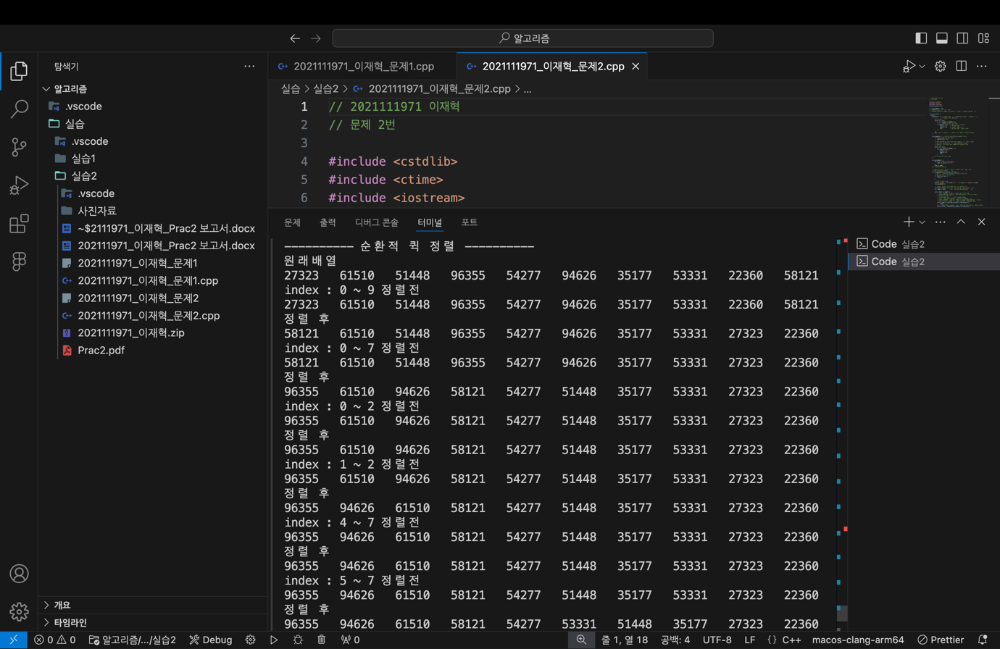 알고리즘
탐색기
알고리즘
.vscode
실습
.vscode
실습1
실습2
.vscode
사진자료
~$2111971_이재혁_Prac2 보고서.docx
2021111971_이재혁_Prac2 보고서.docx
2021111971_이재혁_문제1
2021111971_이재혁_문제1.cpp
2021111971_이재혁_문제2
2021111971_이재혁_문제2.cpp
2021111971_이재혁.zip
Prac2.pdf
개요
타임라인
2021111971_이재혁_문제1.cpp
2021111971_이재혁_문제2.cpp
실습 > 실습2 > 2021111971_이재혁_문제2.cpp > ...
1 // 2021111971 이재혁
2 // 문제 2번
3
4 #include <cstdlib>
5 #include <ctime>
6 #include <iostream>
문제 출력 디버그 콘솔 터미널 포트
---------- 순환적 퀵 정렬 ----------
원래배열
27323 61510 51448 96355 54277 94626 35177 53331 22360 58121
index : 0 ~ 9 정렬전
27323 61510 51448 96355 54277 94626 35177 53331 22360 58121
정렬 후
58121 61510 51448 96355 54277 94626 35177 53331 27323 22360
index : 0 ~ 7 정렬전
58121 61510 51448 96355 54277 94626 35177 53331 27323 22360
정렬 후
96355 61510 94626 58121 54277 51448 35177 53331 27323 22360
index : 0 ~ 2 정렬전
96355 61510 94626 58121 54277 51448 35177 53331 27323 22360
정렬 후
96355 61510 94626 58121 54277 51448 35177 53331 27323 22360
index : 1 ~ 2 정렬전
96355 61510 94626 58121 54277 51448 35177 53331 27323 22360
정렬 후
96355 94626 61510 58121 54277 51448 35177 53331 27323 22360
index : 4 ~ 7 정렬전
96355 94626 61510 58121 54277 51448 35177 53331 27323 22360
정렬 후
96355 94626 61510 58121 54277 51448 35177 53331 27323 22360
index : 5 ~ 7 정렬전
96355 94626 61510 58121 54277 51448 35177 53331 27323 22360
정렬 후
96355 94626 61510 58121 54277 53331 51448 35177 27323 22360
Code 실습2
Code 실습2
0 0 알고리즘/.../실습2 Debug 0 줄 1, 열 18 공백: 4 UTF-8 LF {} C++ macos-clang-arm64 Prettier